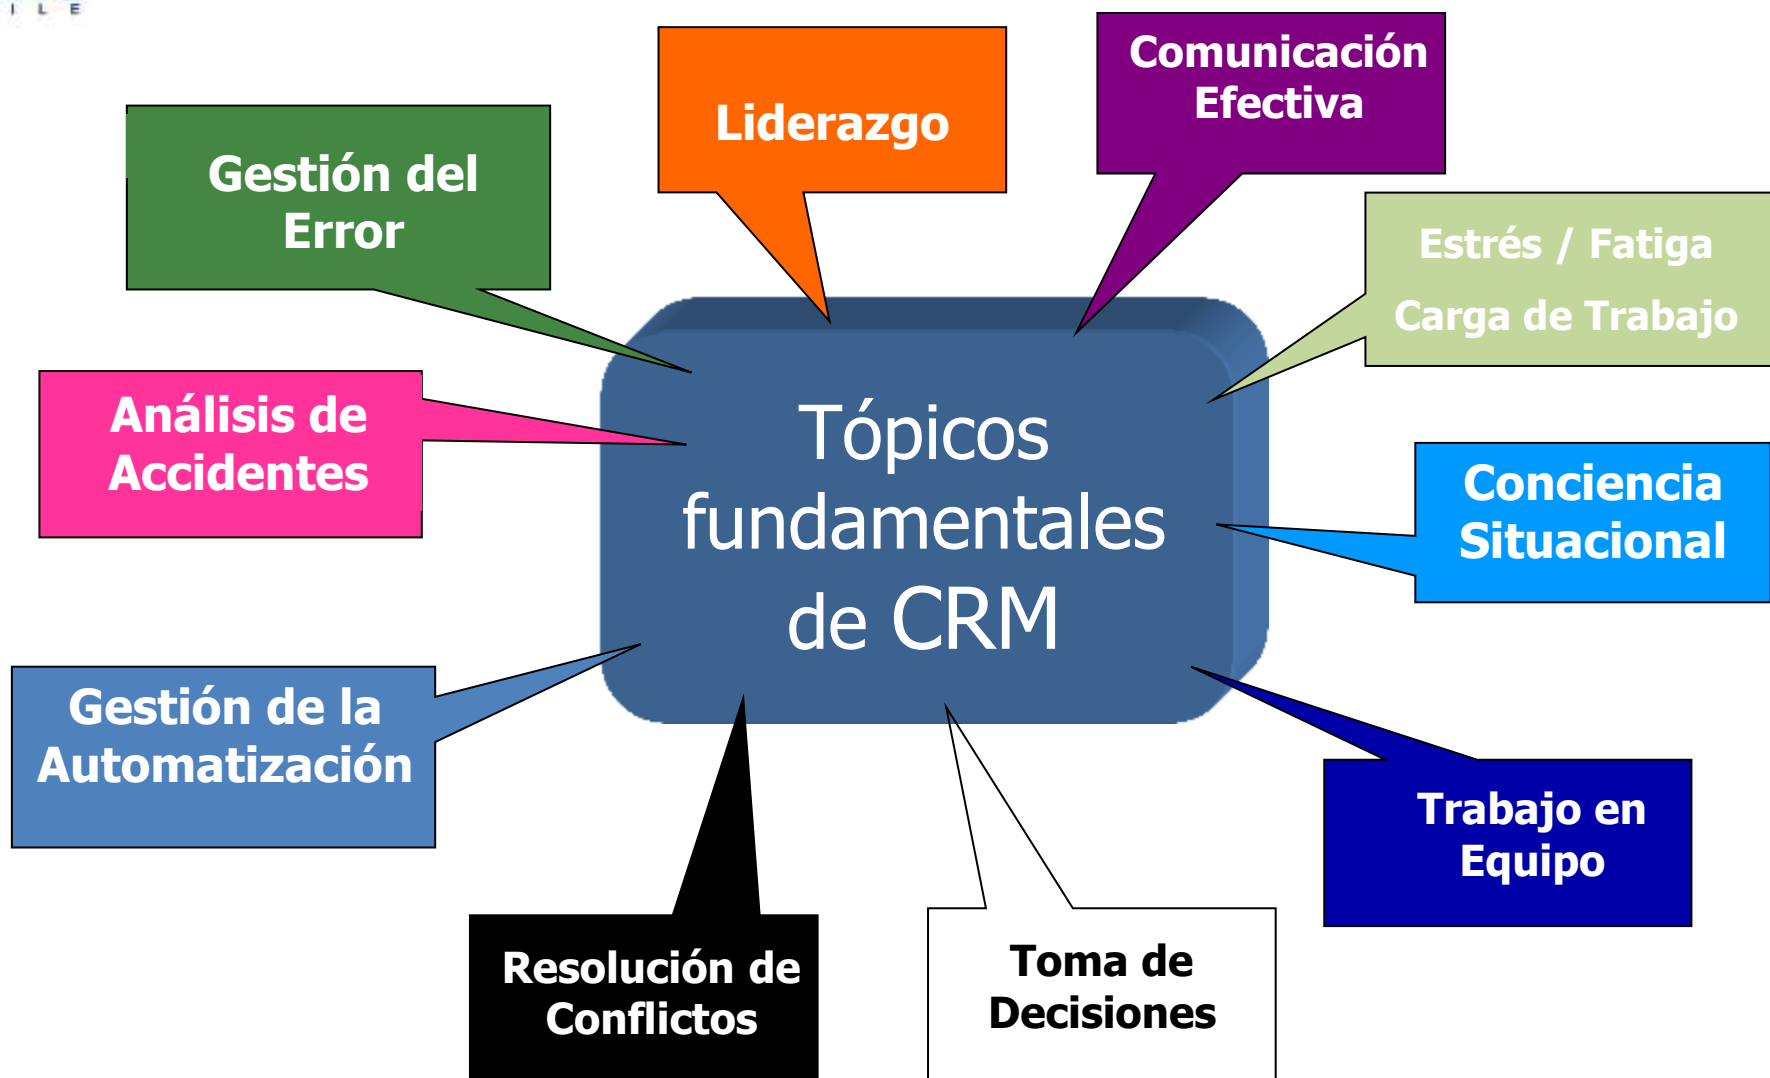 I L E
Comunicación
Efectiva
Liderazgo
Gestión del
Error
Estrés / Fatiga
Carga de Trabajo
Análisis de
Accidentes
Tópicos
fundamentales
de CRM
Conciencia
Situacional
Gestión de la
Automatización
Trabajo en
Equipo
Resolución de
Conflictos
Toma de
Decisiones